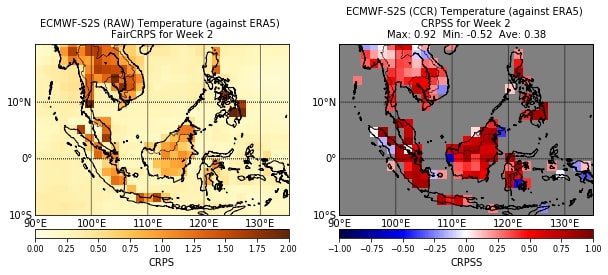 ECMWF-S2S (RAW) Temperature (against ERA5)
FairCRPS for Week 2
10°N
0°
10°S
90°E 100°E 110°E 120°E 130°E
0.00 0.25 0.50 0.75 1.00 1.25 1.50 1.75 2.00
CRPS
ECMWF-S2S (CCR) Temperature (against ERA5)
CRPSS for Week 2
Max: 0.92 Min: -0.52 Ave: 0.38
10°N
0°
10°S
90°E 100°E 110°E 120°E 130°E
−1.00 −0.75 −0.50 −0.25 0.00 0.25 0.50 0.75 1.00
CRPSS